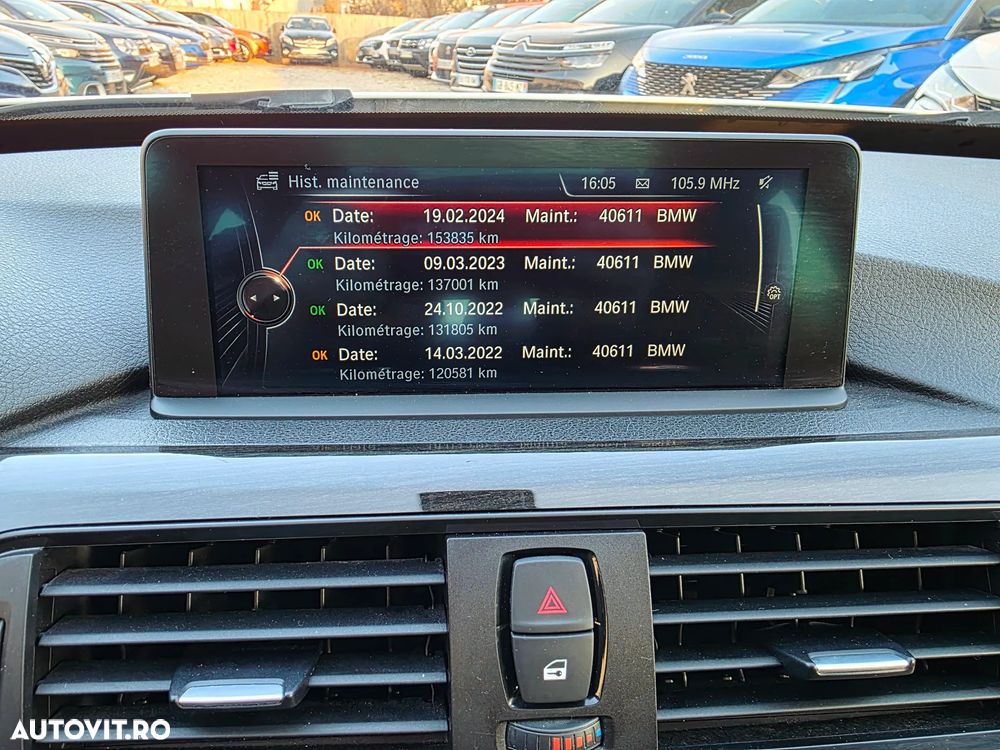 Hist. maintenance 16:05 105.9 MHz
OK Date: 19.02.2024 Maint.: 40611 BMW
Kilométrage: 153835 km
OK Date: 09.03.2023 Maint.: 40611 BMW
Kilométrage: 137001 km
OK Date: 24.10.2022 Maint.: 40611 BMW
Kilométrage: 131805 km
OK Date: 14.03.2022 Maint.: 40611 BMW
Kilométrage: 120581 km
OPT
AUTOVIT.RO